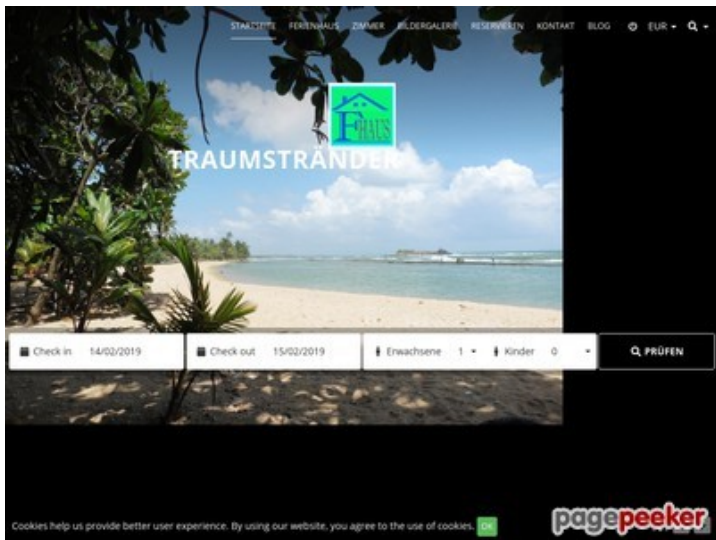 STARTSEITE FERIENHAUS ZIMMER BILDERGALERIE RESERVIEREN KONTAKT BLOG EUR
FHAUS
TRAUMSTRÄNDE
Check in 14/02/2019 Check out 15/02/2019 Erwachsene 1 Kinder 0 PRÜFEN
Cookies help us provide better user experience. By using our website, you agree to the use of cookies. OK
pagepeeker